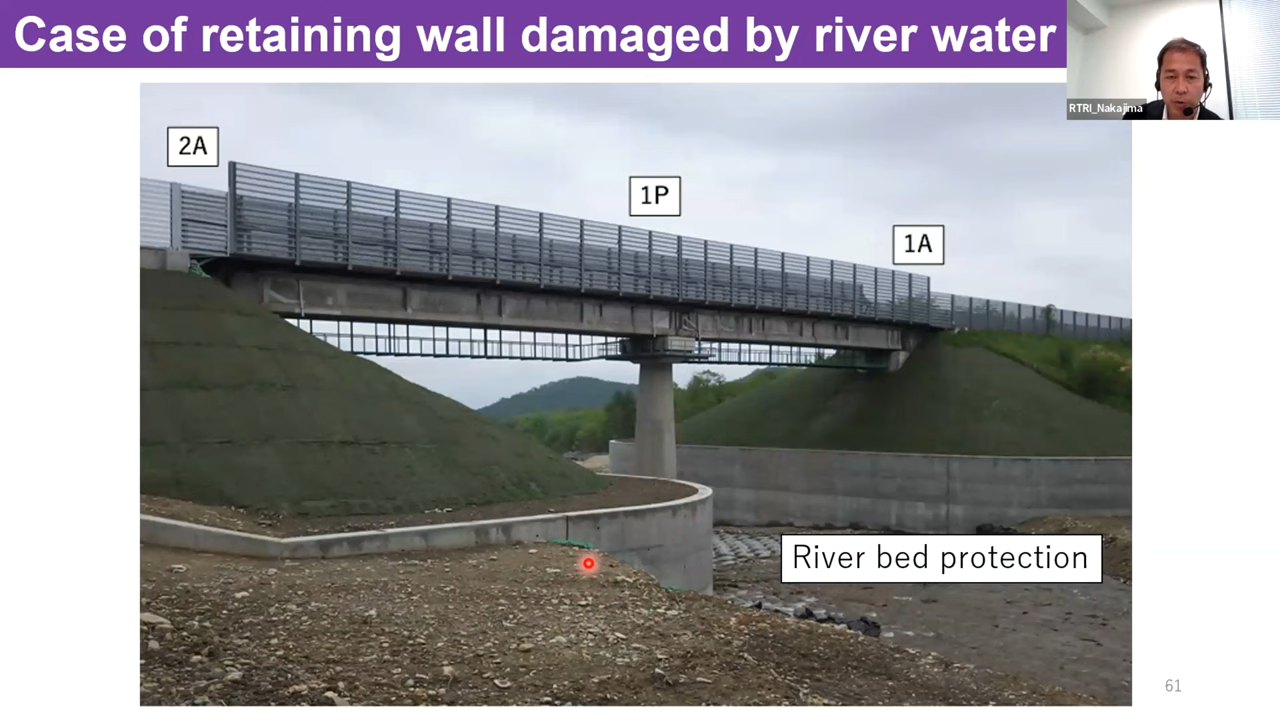 Case of retaining wall damaged by river water
RTRI_Nakajima
2A
1P
1A
River bed protection
61